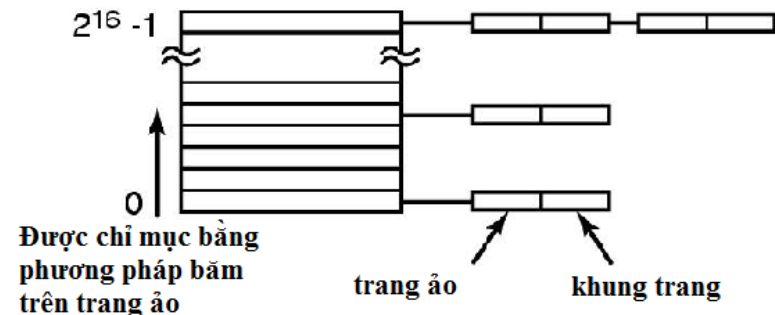 2¹⁶ -1
0
Được chỉ mục bằng
phương pháp băm
trên trang ảo
trang ảo
khung trang